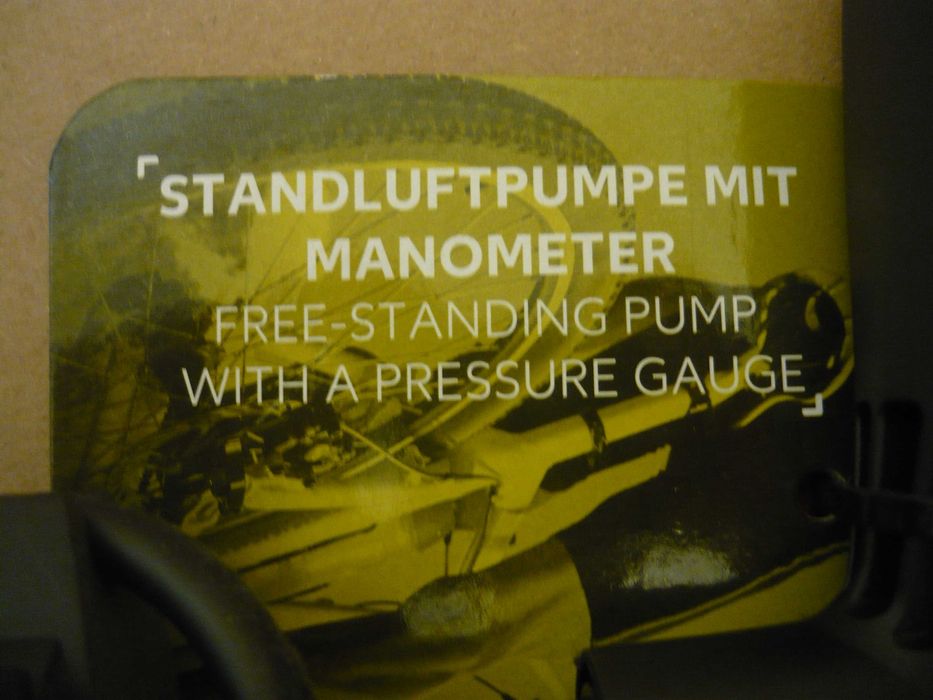 STANDLUFTPUMPE MIT
MANOMETER
FREE-STANDING PUMP
WITH A PRESSURE GAUGE